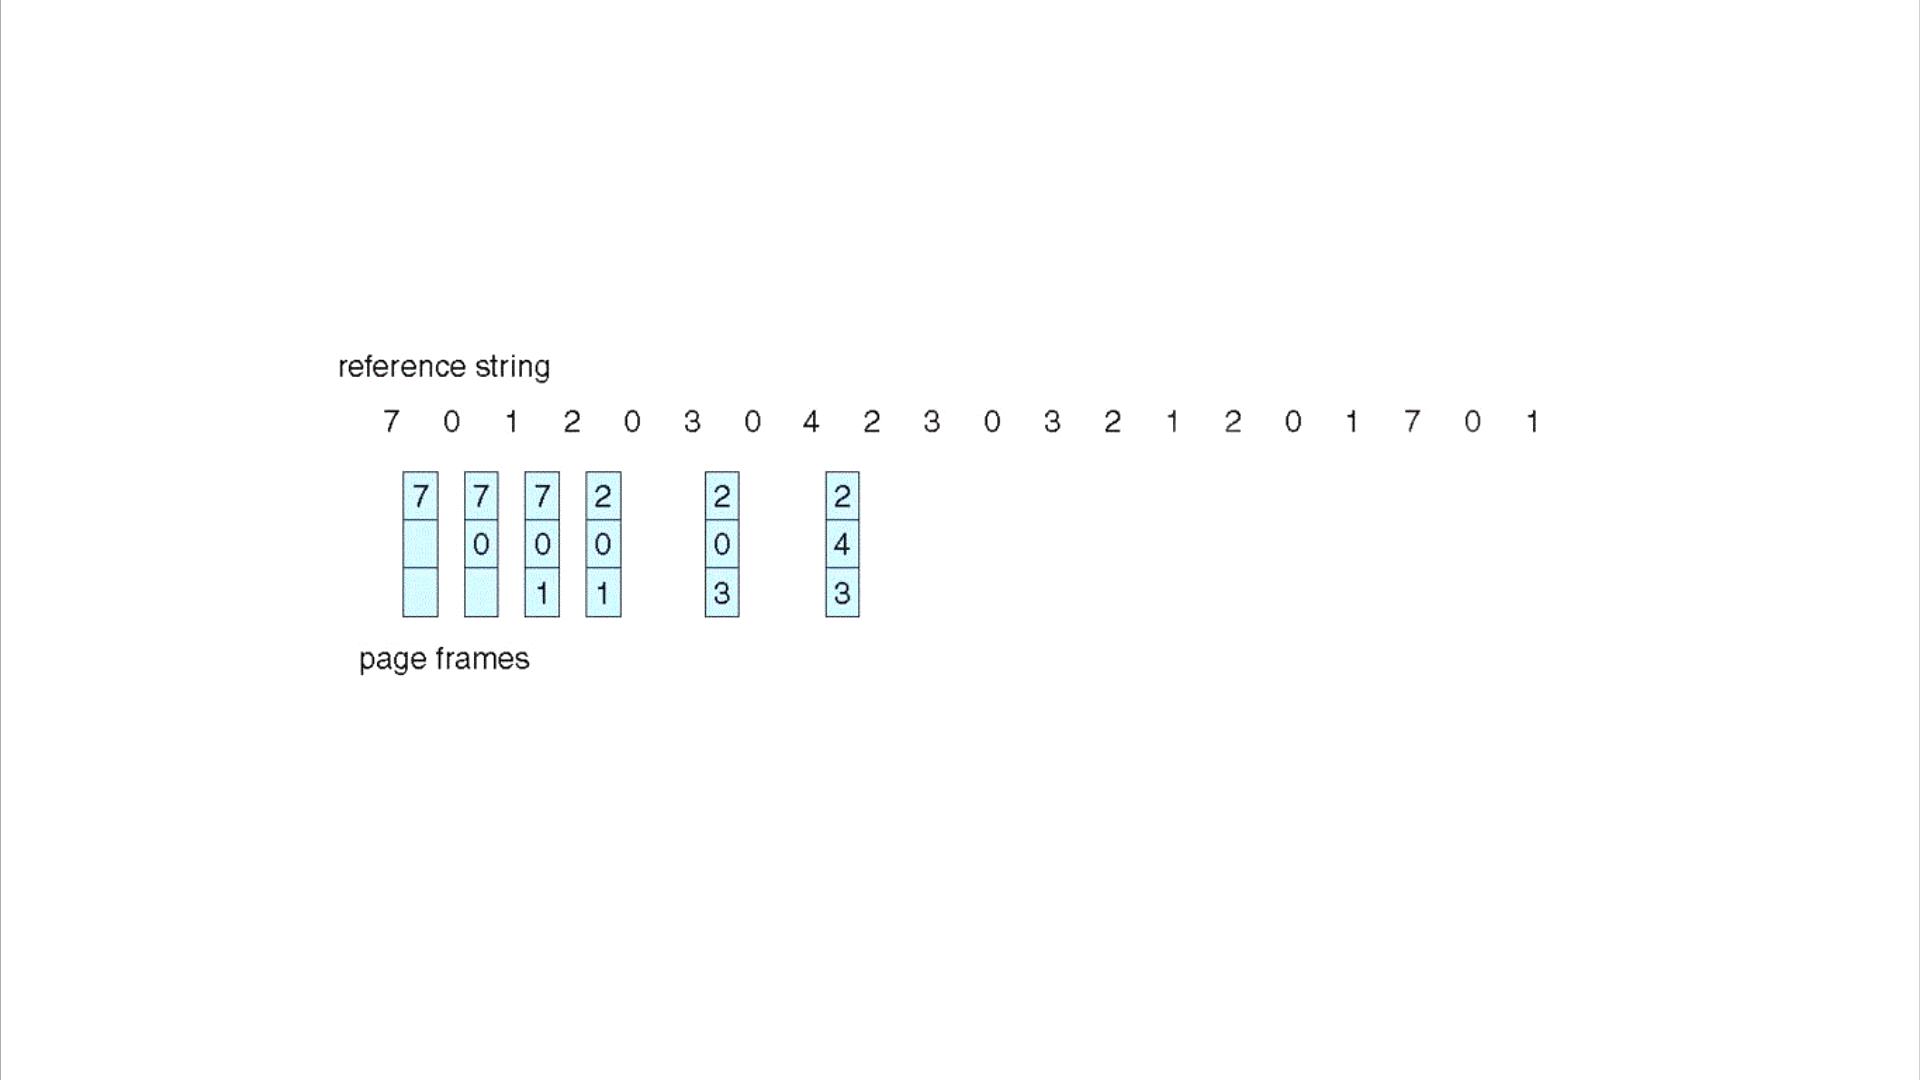 reference string
7 0 1 2 0 3 0 4 2 3 0 3 2 1 2 0 1 7 0 1
7 7 7 2 2 2
0 0 0 0 4
1 1 3 3
page frames